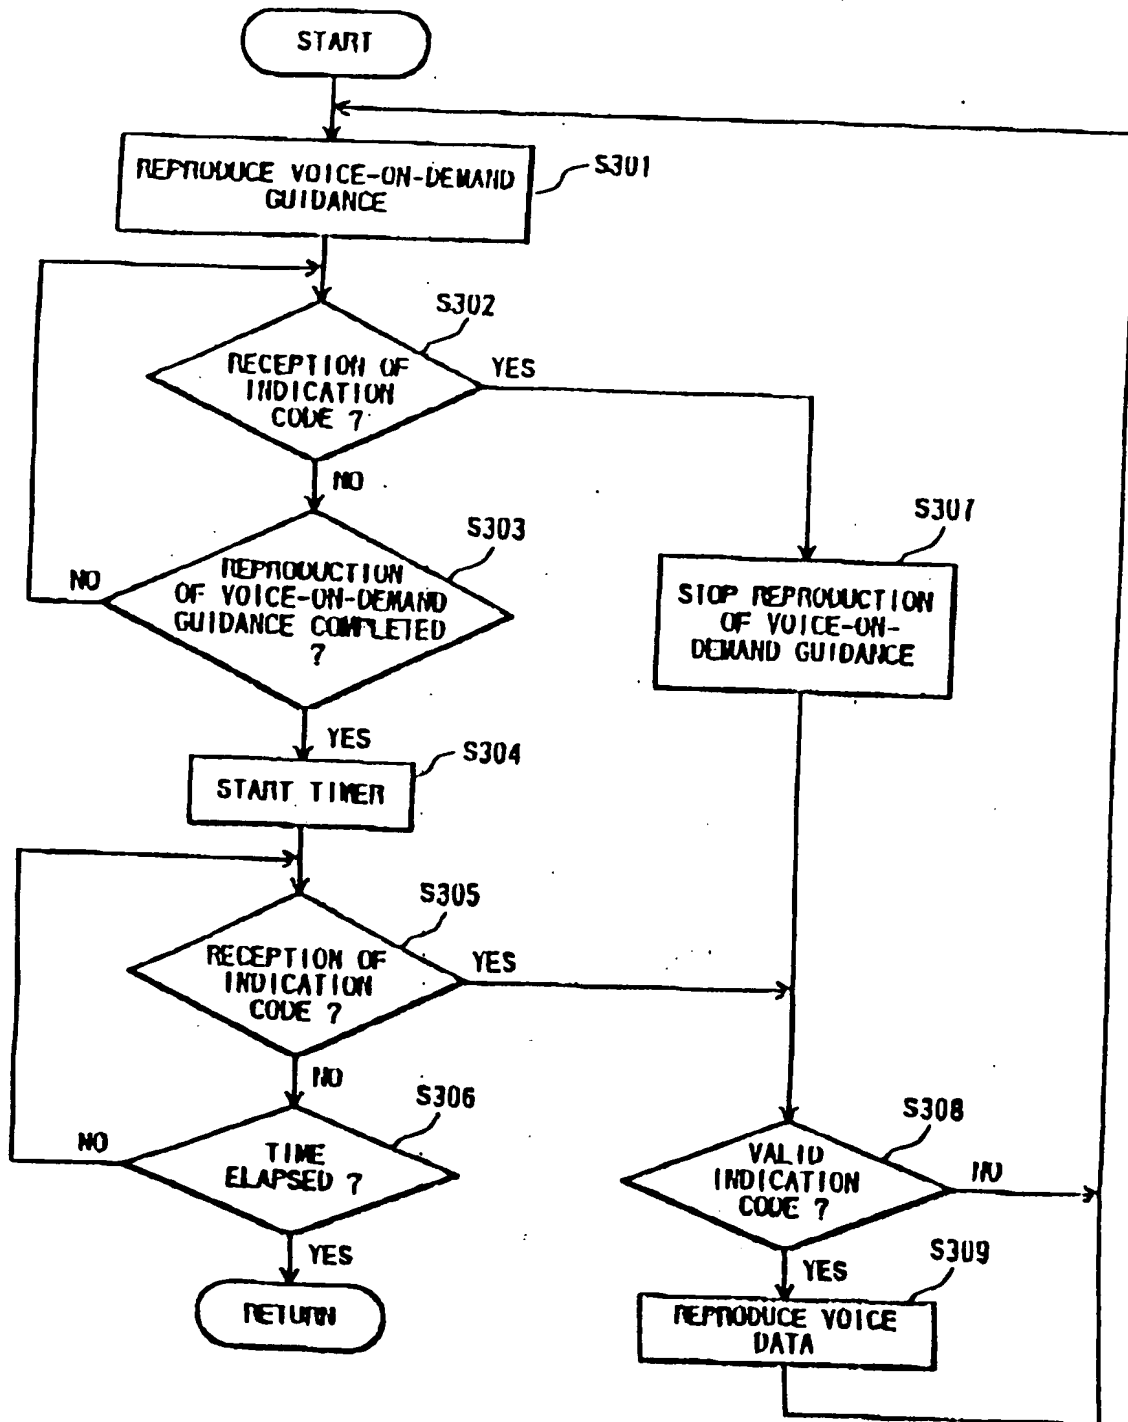 START
REPRODUCE VOICE-ON-DEMAND
GUIDANCE
S301
S302
RECEPTION OF
INDICATION
CODE ?
YES
NO
S303
REPRODUCTION
OF VOICE-ON-DEMAND
GUIDANCE COMPLETED
?
NO
YES
S307
STOP REPRODUCTION
OF VOICE-ON-
DEMAND GUIDANCE
START TIMER
S304
S305
RECEPTION OF
INDICATION
CODE ?
YES
NO
S306
TIME
ELAPSED ?
NO
YES
RETURN
S308
VALID
INDICATION
CODE ?
NO
YES
S309
REPRODUCE VOICE
DATA